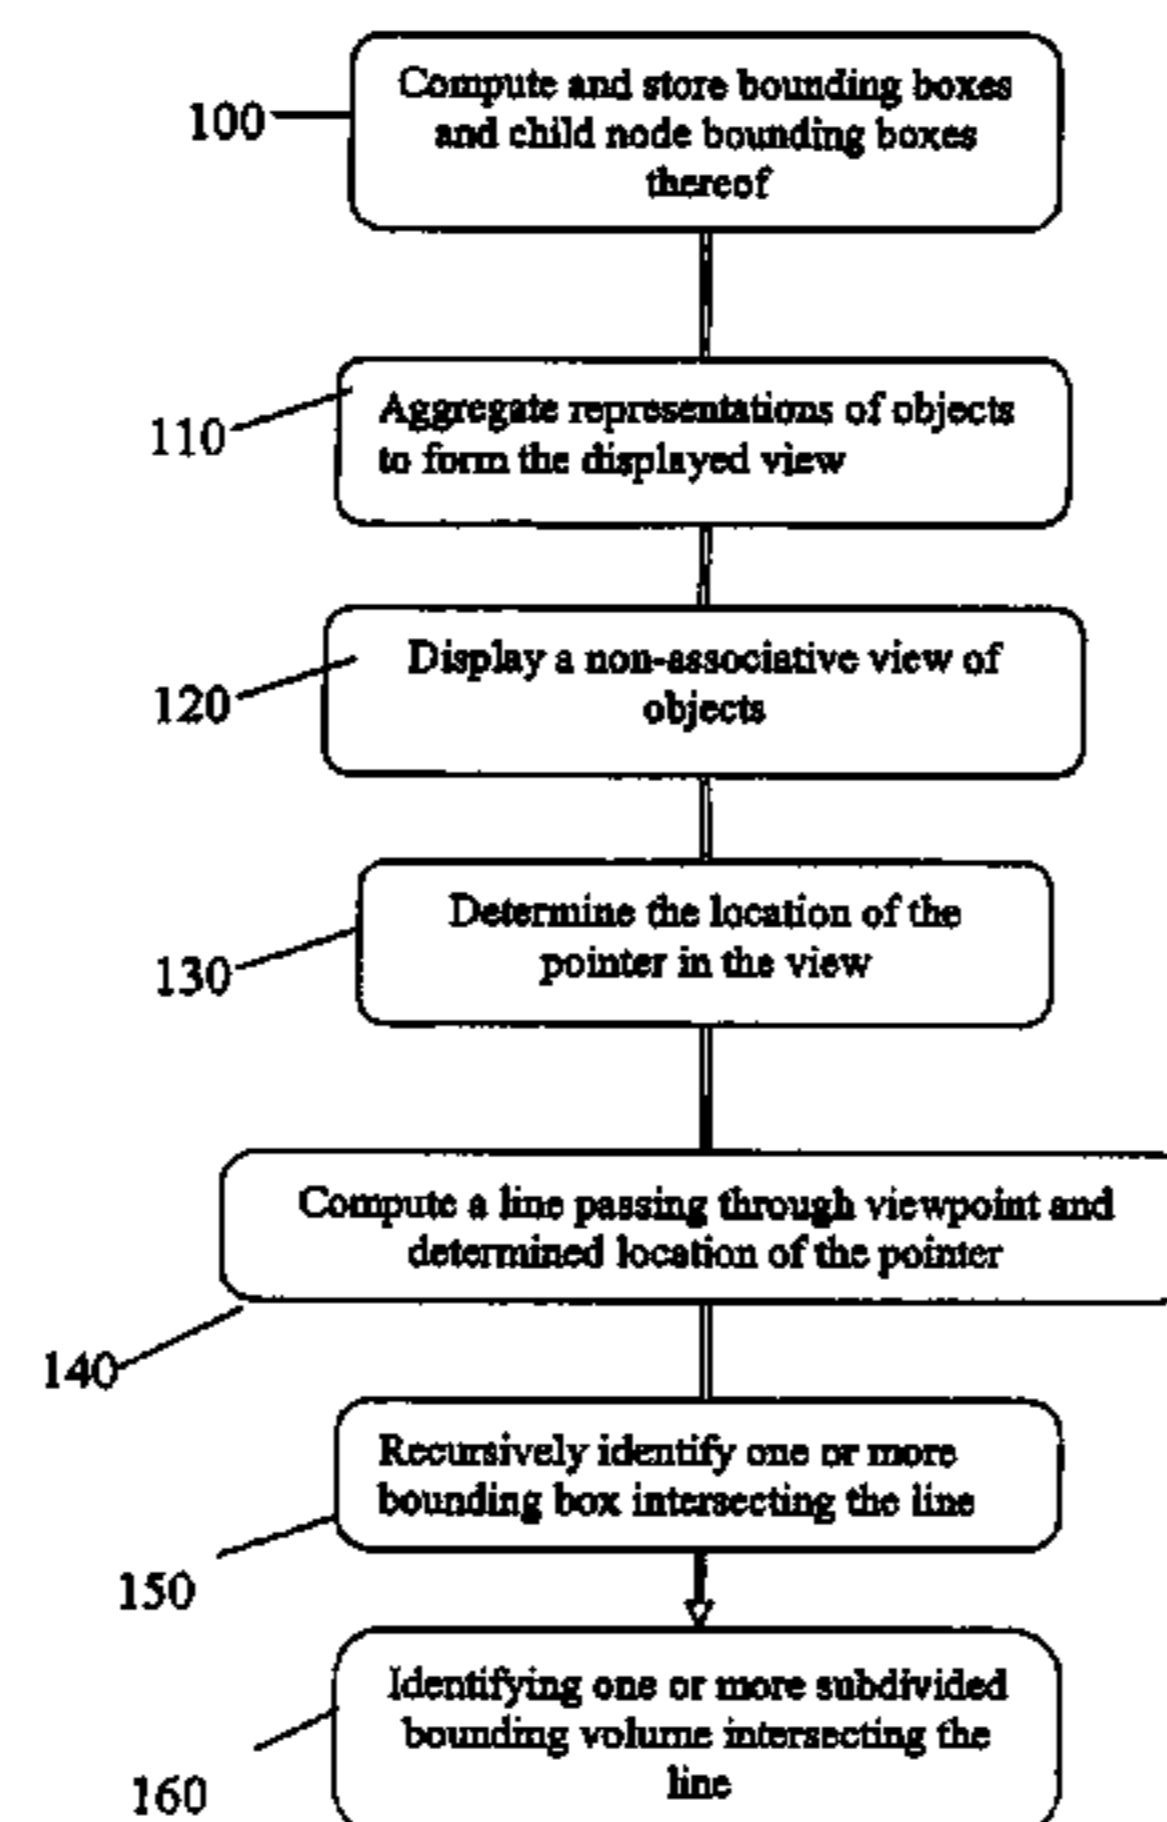 100
Compute and store bounding boxes
and child node bounding boxes
thereof
110
Aggregate representations of objects
to form the displayed view
120
Display a non-associative view of
objects
130
Determine the location of the
pointer in the view
140
Compute a line passing through viewpoint and
determined location of the pointer
150
Recursively identify one or more
bounding box intersecting the line
160
Identifying one or more subdivided
bounding volume intersecting the
line